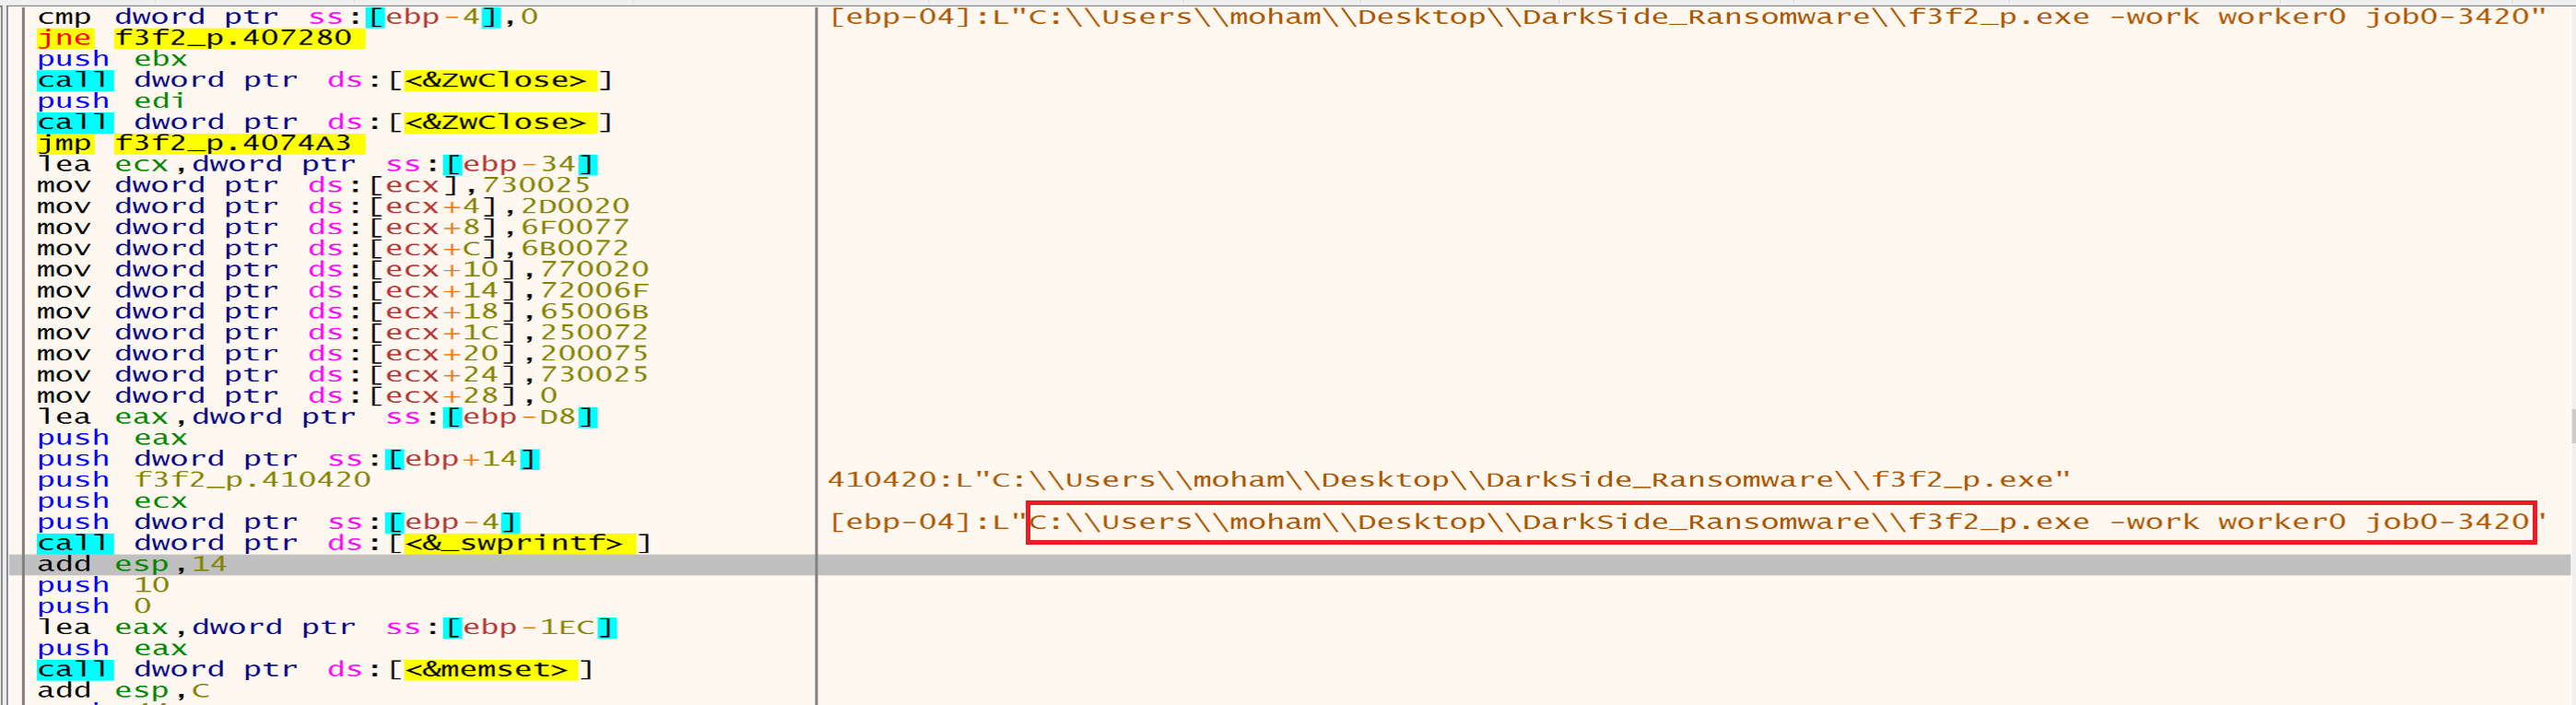 cmp dword ptr ss:[ebp-4],0 [ebp-04]:L"C:\\Users\\moham\\Desktop\\DarkSide_Ransomware\\f3f2_p.exe -work worker0 job0-3420"
jne f3f2_p.407280
push ebx
call dword ptr ds:[<&ZwClose>]
push edi
call dword ptr ds:[<&ZwClose>]
jmp f3f2_p.4074A3
lea ecx,dword ptr ss:[ebp-34]
mov dword ptr ds:[ecx],730025
mov dword ptr ds:[ecx+4],2D0020
mov dword ptr ds:[ecx+8],6F0077
mov dword ptr ds:[ecx+C],6B0072
mov dword ptr ds:[ecx+10],770020
mov dword ptr ds:[ecx+14],72006F
mov dword ptr ds:[ecx+18],65006B
mov dword ptr ds:[ecx+1C],250072
mov dword ptr ds:[ecx+20],200075
mov dword ptr ds:[ecx+24],730025
mov dword ptr ds:[ecx+28],0
lea eax,dword ptr ss:[ebp-D8]
push eax
push dword ptr ss:[ebp+14]
push f3f2_p.410420 410420:L"C:\\Users\\moham\\Desktop\\DarkSide_Ransomware\\f3f2_p.exe"
push ecx
push dword ptr ss:[ebp-4] [ebp-04]:L"C:\\Users\\moham\\Desktop\\DarkSide_Ransomware\\f3f2_p.exe -work worker0 job0-3420"
call dword ptr ds:[<&_swprintf>]
add esp,14
push 10
push 0
lea eax,dword ptr ss:[ebp-1EC]
push eax
call dword ptr ds:[<&memset>]
add esp,C